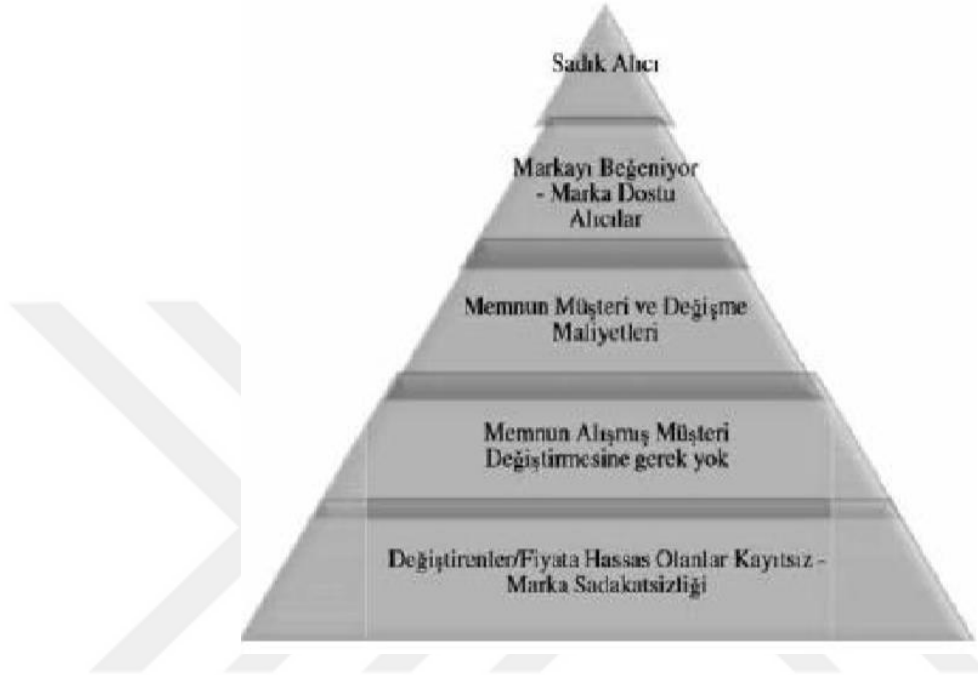 Sadık Alıcı
Markayı Beğeniyor
- Marka Dostu
Alıcılar
Memnun Müşteri ve Değişme
Maliyetleri
Memnun Alışmış Müşteri
Değiştirmesine gerek yok
Değiştirenler/Fiyata Hassas Olanlar Kayıtsız -
Marka Sadakatsizliği